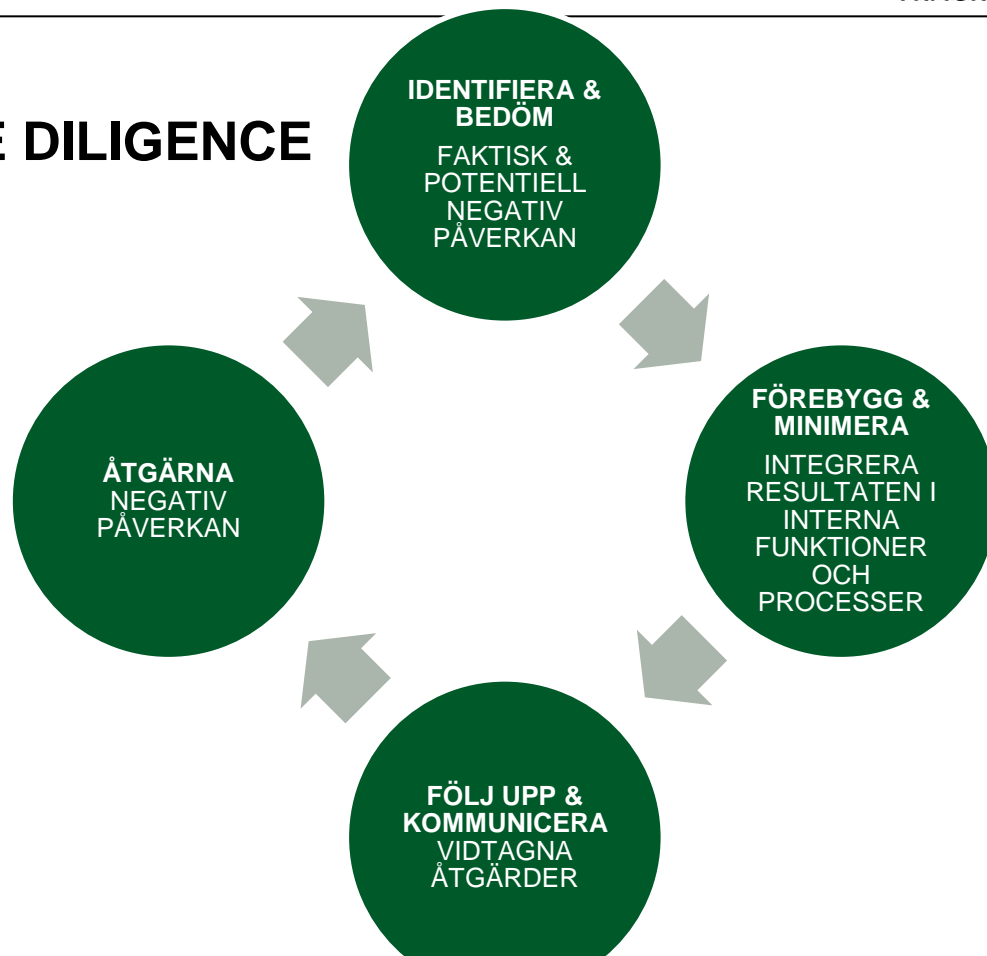 E DILIGENCE
IDENTIFIERA &
BEDÖM
FAKTISK &
POTENTIELL
NEGATIV
PÅVERKAN
FÖREBYGG &
MINIMERA
INTEGRERA
RESULTATEN I
INTERNA
FUNKTIONER
OCH
PROCESSER
FÖLJ UPP &
KOMMUNICERA
VIDTAGNA
ÅTGÄRDER
ÅTGÄRNA
NEGATIV
PÅVERKAN